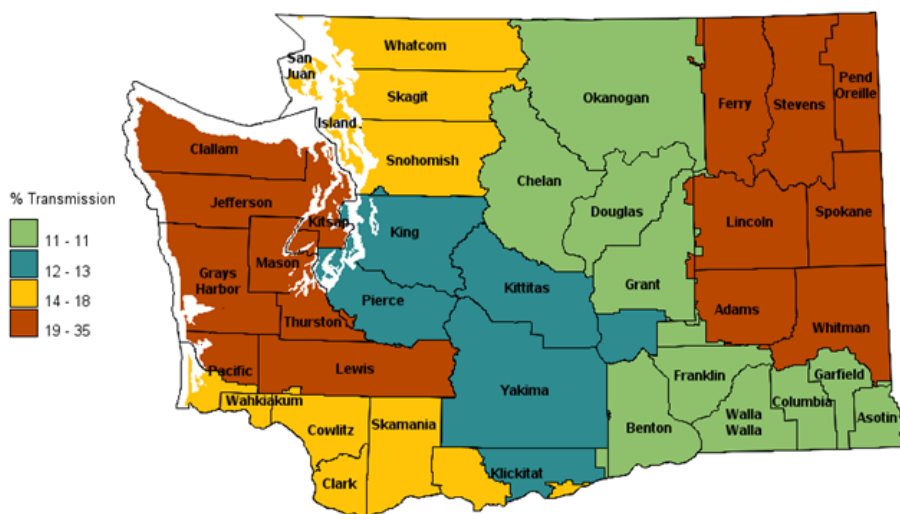 Whatcom
San
Juan
Skagit
Island
Snohomish
Okanogan
Ferry
Stevens
Pend
Oreille
Clallam
Jefferson
Kitsap
Chelan
Douglas
Lincoln
Spokane
% Transmission
11 - 11
12 - 13
14 - 18
19 - 35
Grays
Harbor
Mason
King
Kittitas
Grant
Pierce
Adams
Whitman
Thurston
Pacific
Lewis
Wahkiakum
Yakima
Franklin
Garfield
Columbia
Cowlitz
Skamania
Benton
Walla
Walla
Asotin
Clark
Klickitat